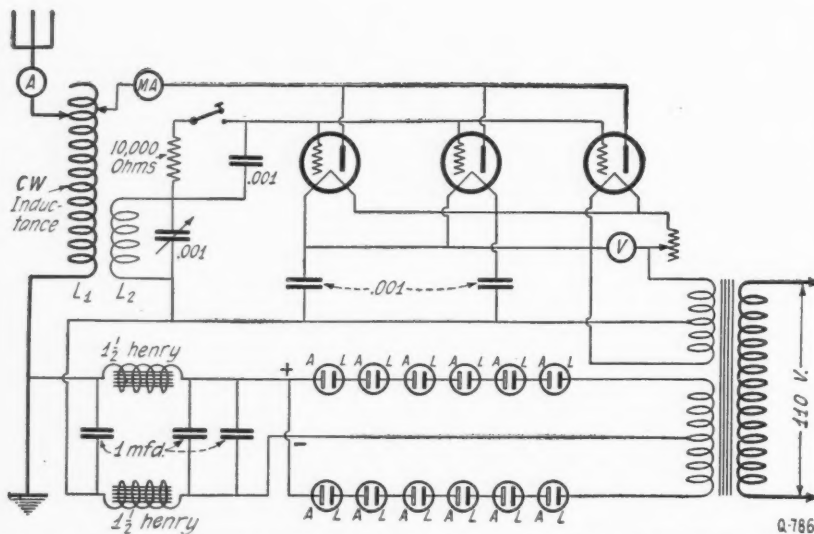 A
MA
10,000
Ohms
.001
CW
Induc-
tance
.001
L1
L2
V
.001
1½ henry
+
A L A L A L A L A L A L
1 mfd.
-
110 V.
A L A L A L A L A L A L
1½ henry
Q-786